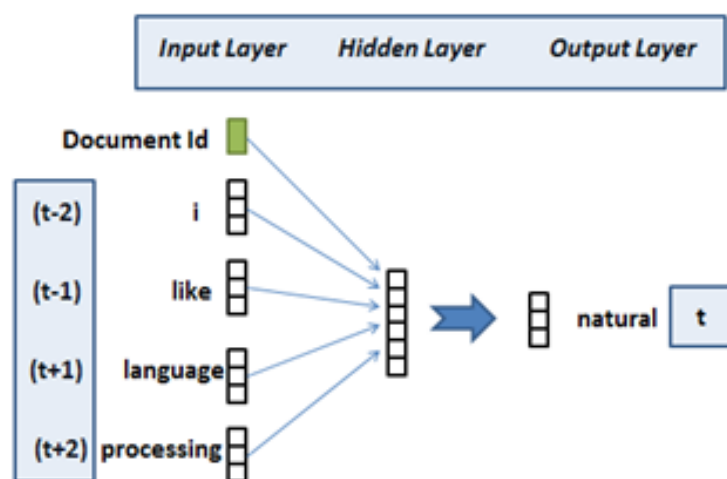 Input Layer Hidden Layer Output Layer
Document Id
(t-2) i
(t-1) like
natural t
(t+1) language
(t+2) processing